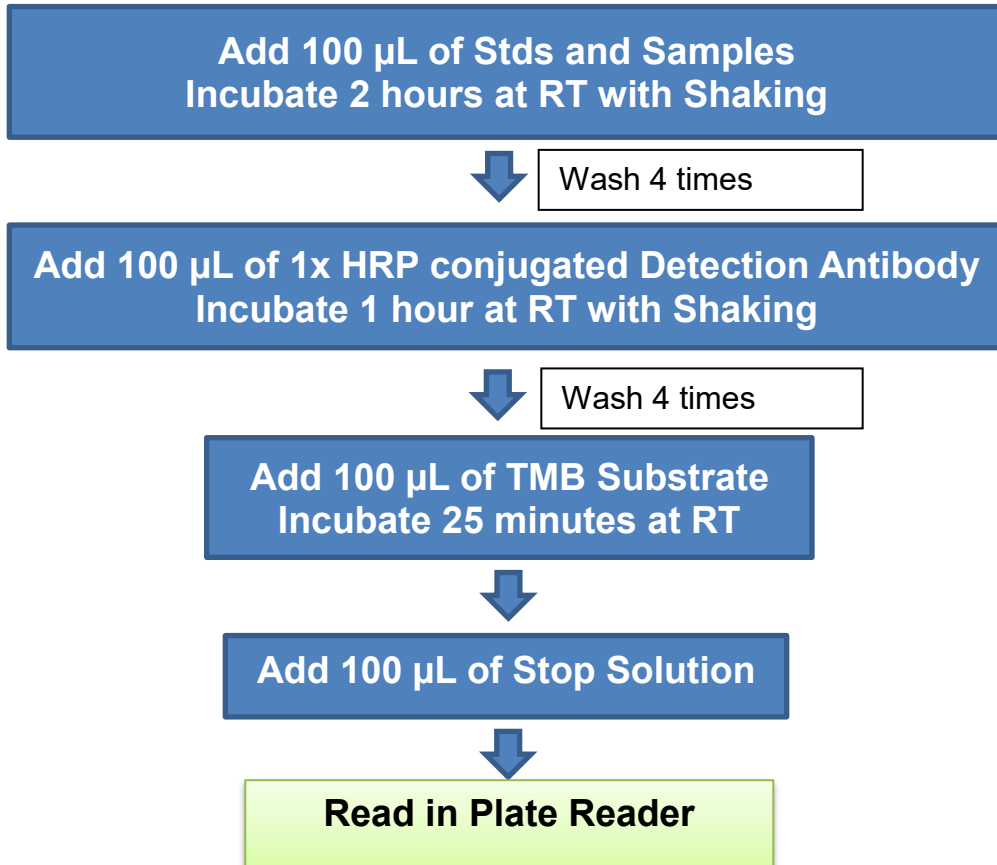 Add 100 µL of Stds and Samples
Incubate 2 hours at RT with Shaking
Wash 4 times
Add 100 µL of 1x HRP conjugated Detection Antibody
Incubate 1 hour at RT with Shaking
Wash 4 times
Add 100 µL of TMB Substrate
Incubate 25 minutes at RT
Add 100 µL of Stop Solution
Read in Plate Reader